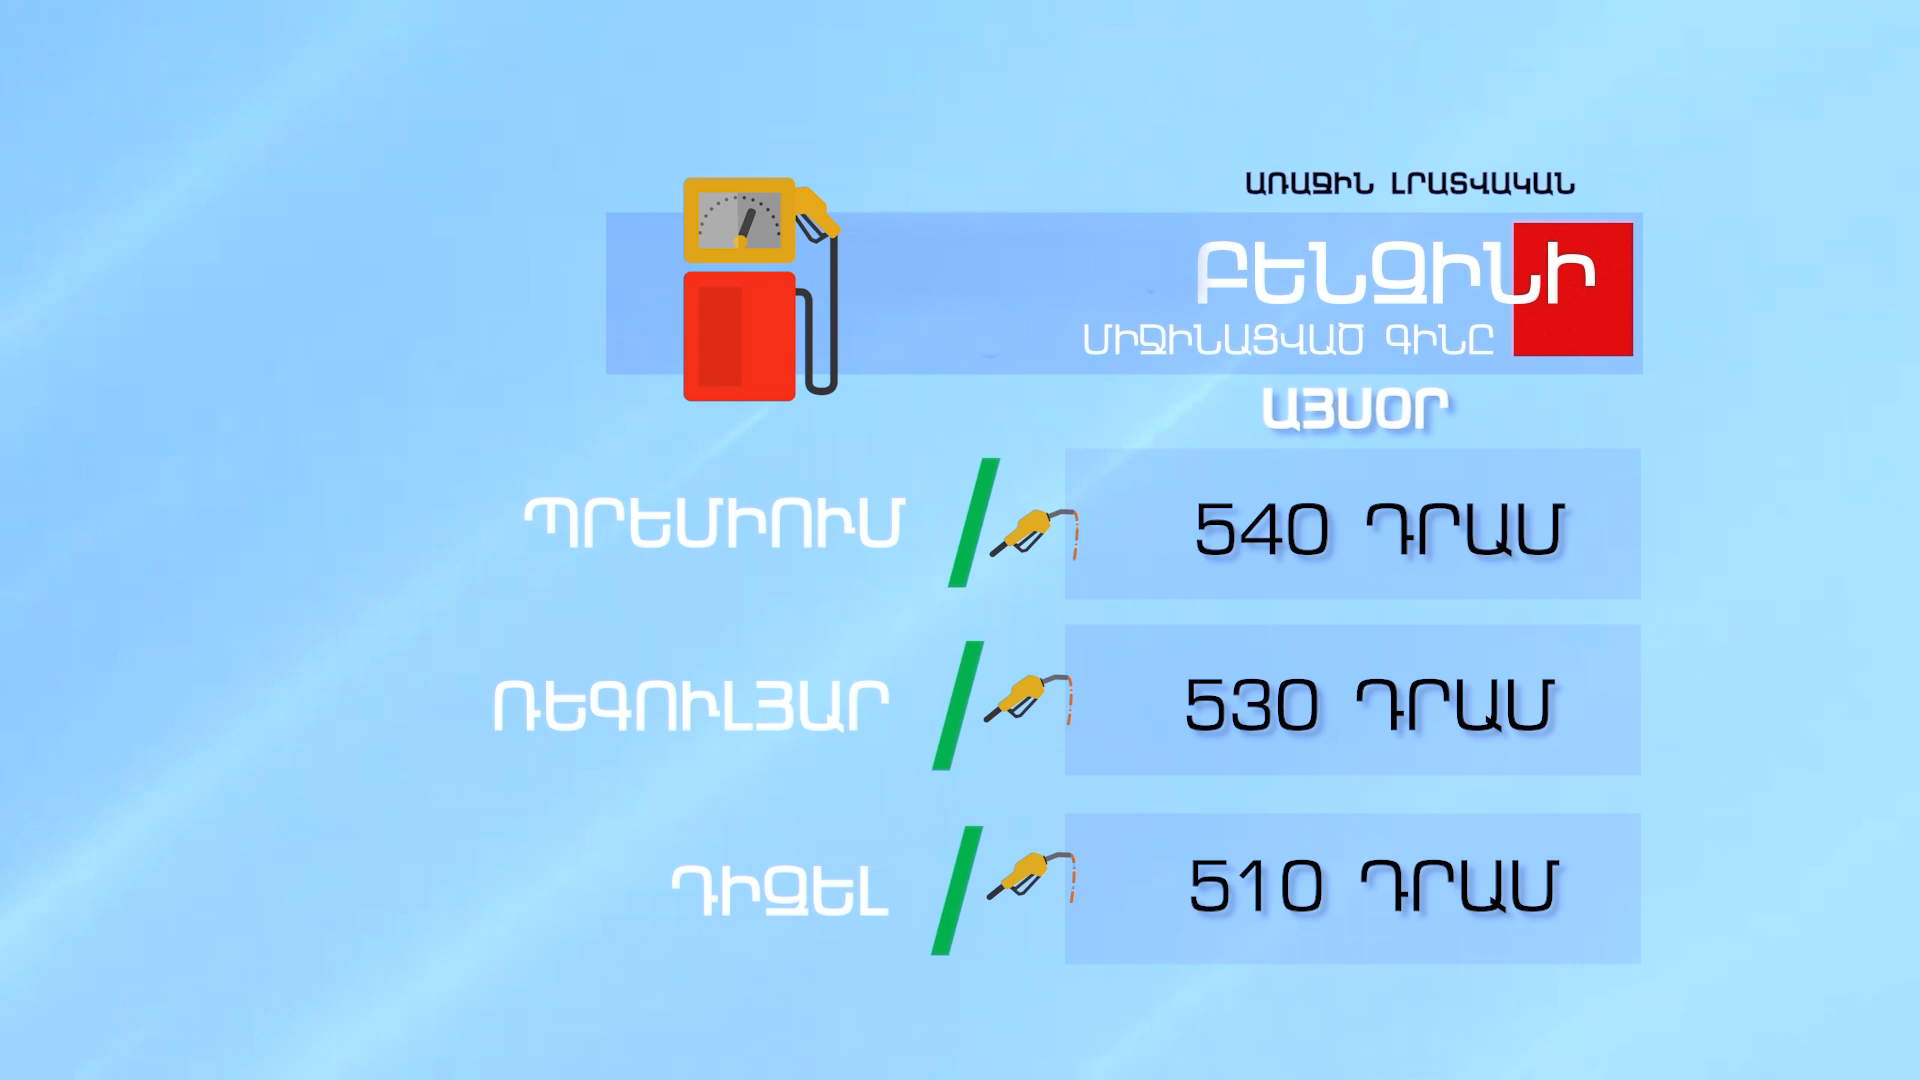 ԱՌԱՋԻՆ ԼՐԱՏՎԱԿԱՆ
ԲԵՆԶԻՆԻ
ՄԻՋԻՆԱՑՎԱԾ ԳԻՆԸ
ԱՅՍՕՐ
ՊՐԵՄԻՈՒՄ 540 ԴՐԱՄ
ՌԵԳՈՒԼՅԱՐ 530 ԴՐԱՄ
ԴԻԶԵԼ 510 ԴՐԱՄ